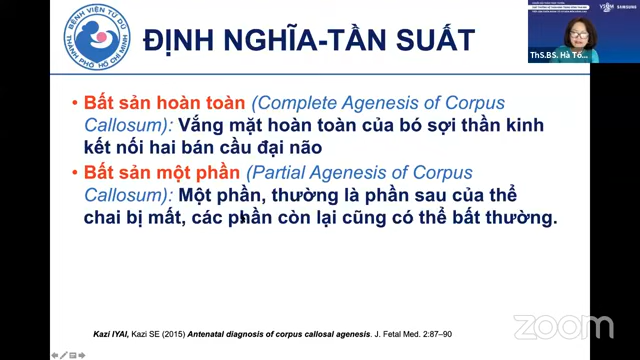 BỆNH VIỆN TỪ DŨ
THÀNH PHỐ HỒ CHÍ MINH
ĐỊNH NGHĨA-TẦN SUẤT
SAMSUNG
ThS.BS. Hà Tố...
• Bất sản hoàn toàn (Complete Agenesis of Corpus
Callosum): Vắng mặt hoàn toàn của bó sợi thần kinh
kết nối hai bán cầu đại não
• Bất sản một phần (Partial Agenesis of Corpus
Callosum): Một phần, thường là phần sau của thể
chai bị mất, các phần còn lại cũng có thể bất thường.
Kazi IYAI, Kazi SE (2015) Antenatal diagnosis of corpus callosal agenesis. J. Fetal Med. 2:87–90
zoom